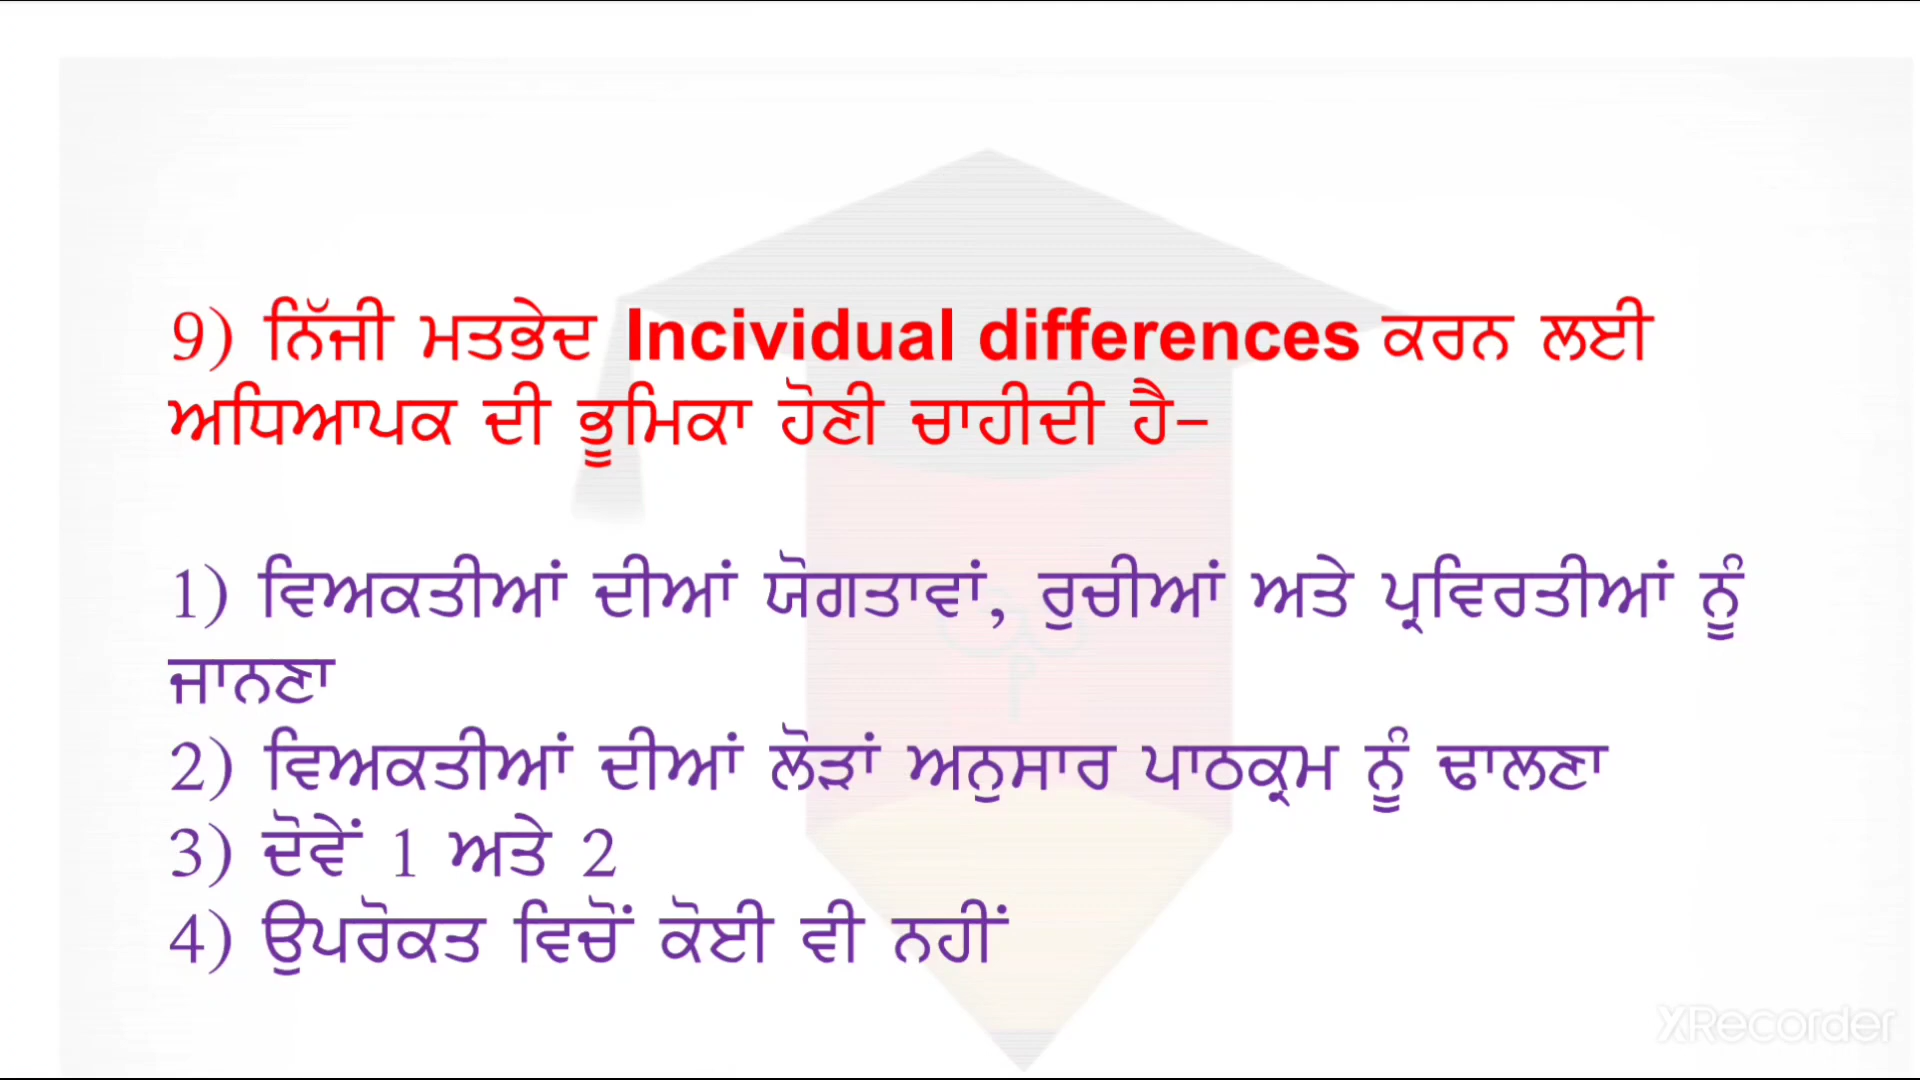 9) ਨਿੱਜੀ ਮਤਭੇਦ Incividual differences ਕਰਨ ਲਈ
ਅਧਿਆਪਕ ਦੀ ਭੂਮਿਕਾ ਹੋਣੀ ਚਾਹੀਦੀ ਹੈ-
1) ਵਿਅਕਤੀਆਂ ਦੀਆਂ ਯੋਗਤਾਵਾਂ, ਰੁਚੀਆਂ ਅਤੇ ਪ੍ਰਵਿਰਤੀਆਂ ਨੂੰ
ਜਾਨਣਾ
2) ਵਿਅਕਤੀਆਂ ਦੀਆਂ ਲੋੜਾਂ ਅਨੁਸਾਰ ਪਾਠਕ੍ਰਮ ਨੂੰ ਢਾਲਣਾ
3) ਦੋਵੇਂ 1 ਅਤੇ 2
4) ਉਪਰੋਕਤ ਵਿਚੋਂ ਕੋਈ ਵੀ ਨਹੀਂ
XRecorder